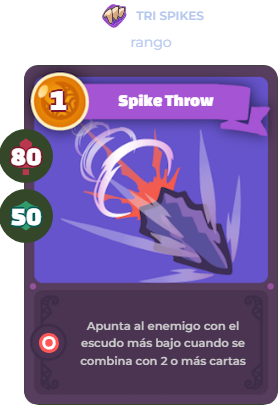 TRI SPIKES
rango
1
Spike Throw
80
50
Apunta al enemigo con el
escudo más bajo cuando se
combina con 2 o más cartas